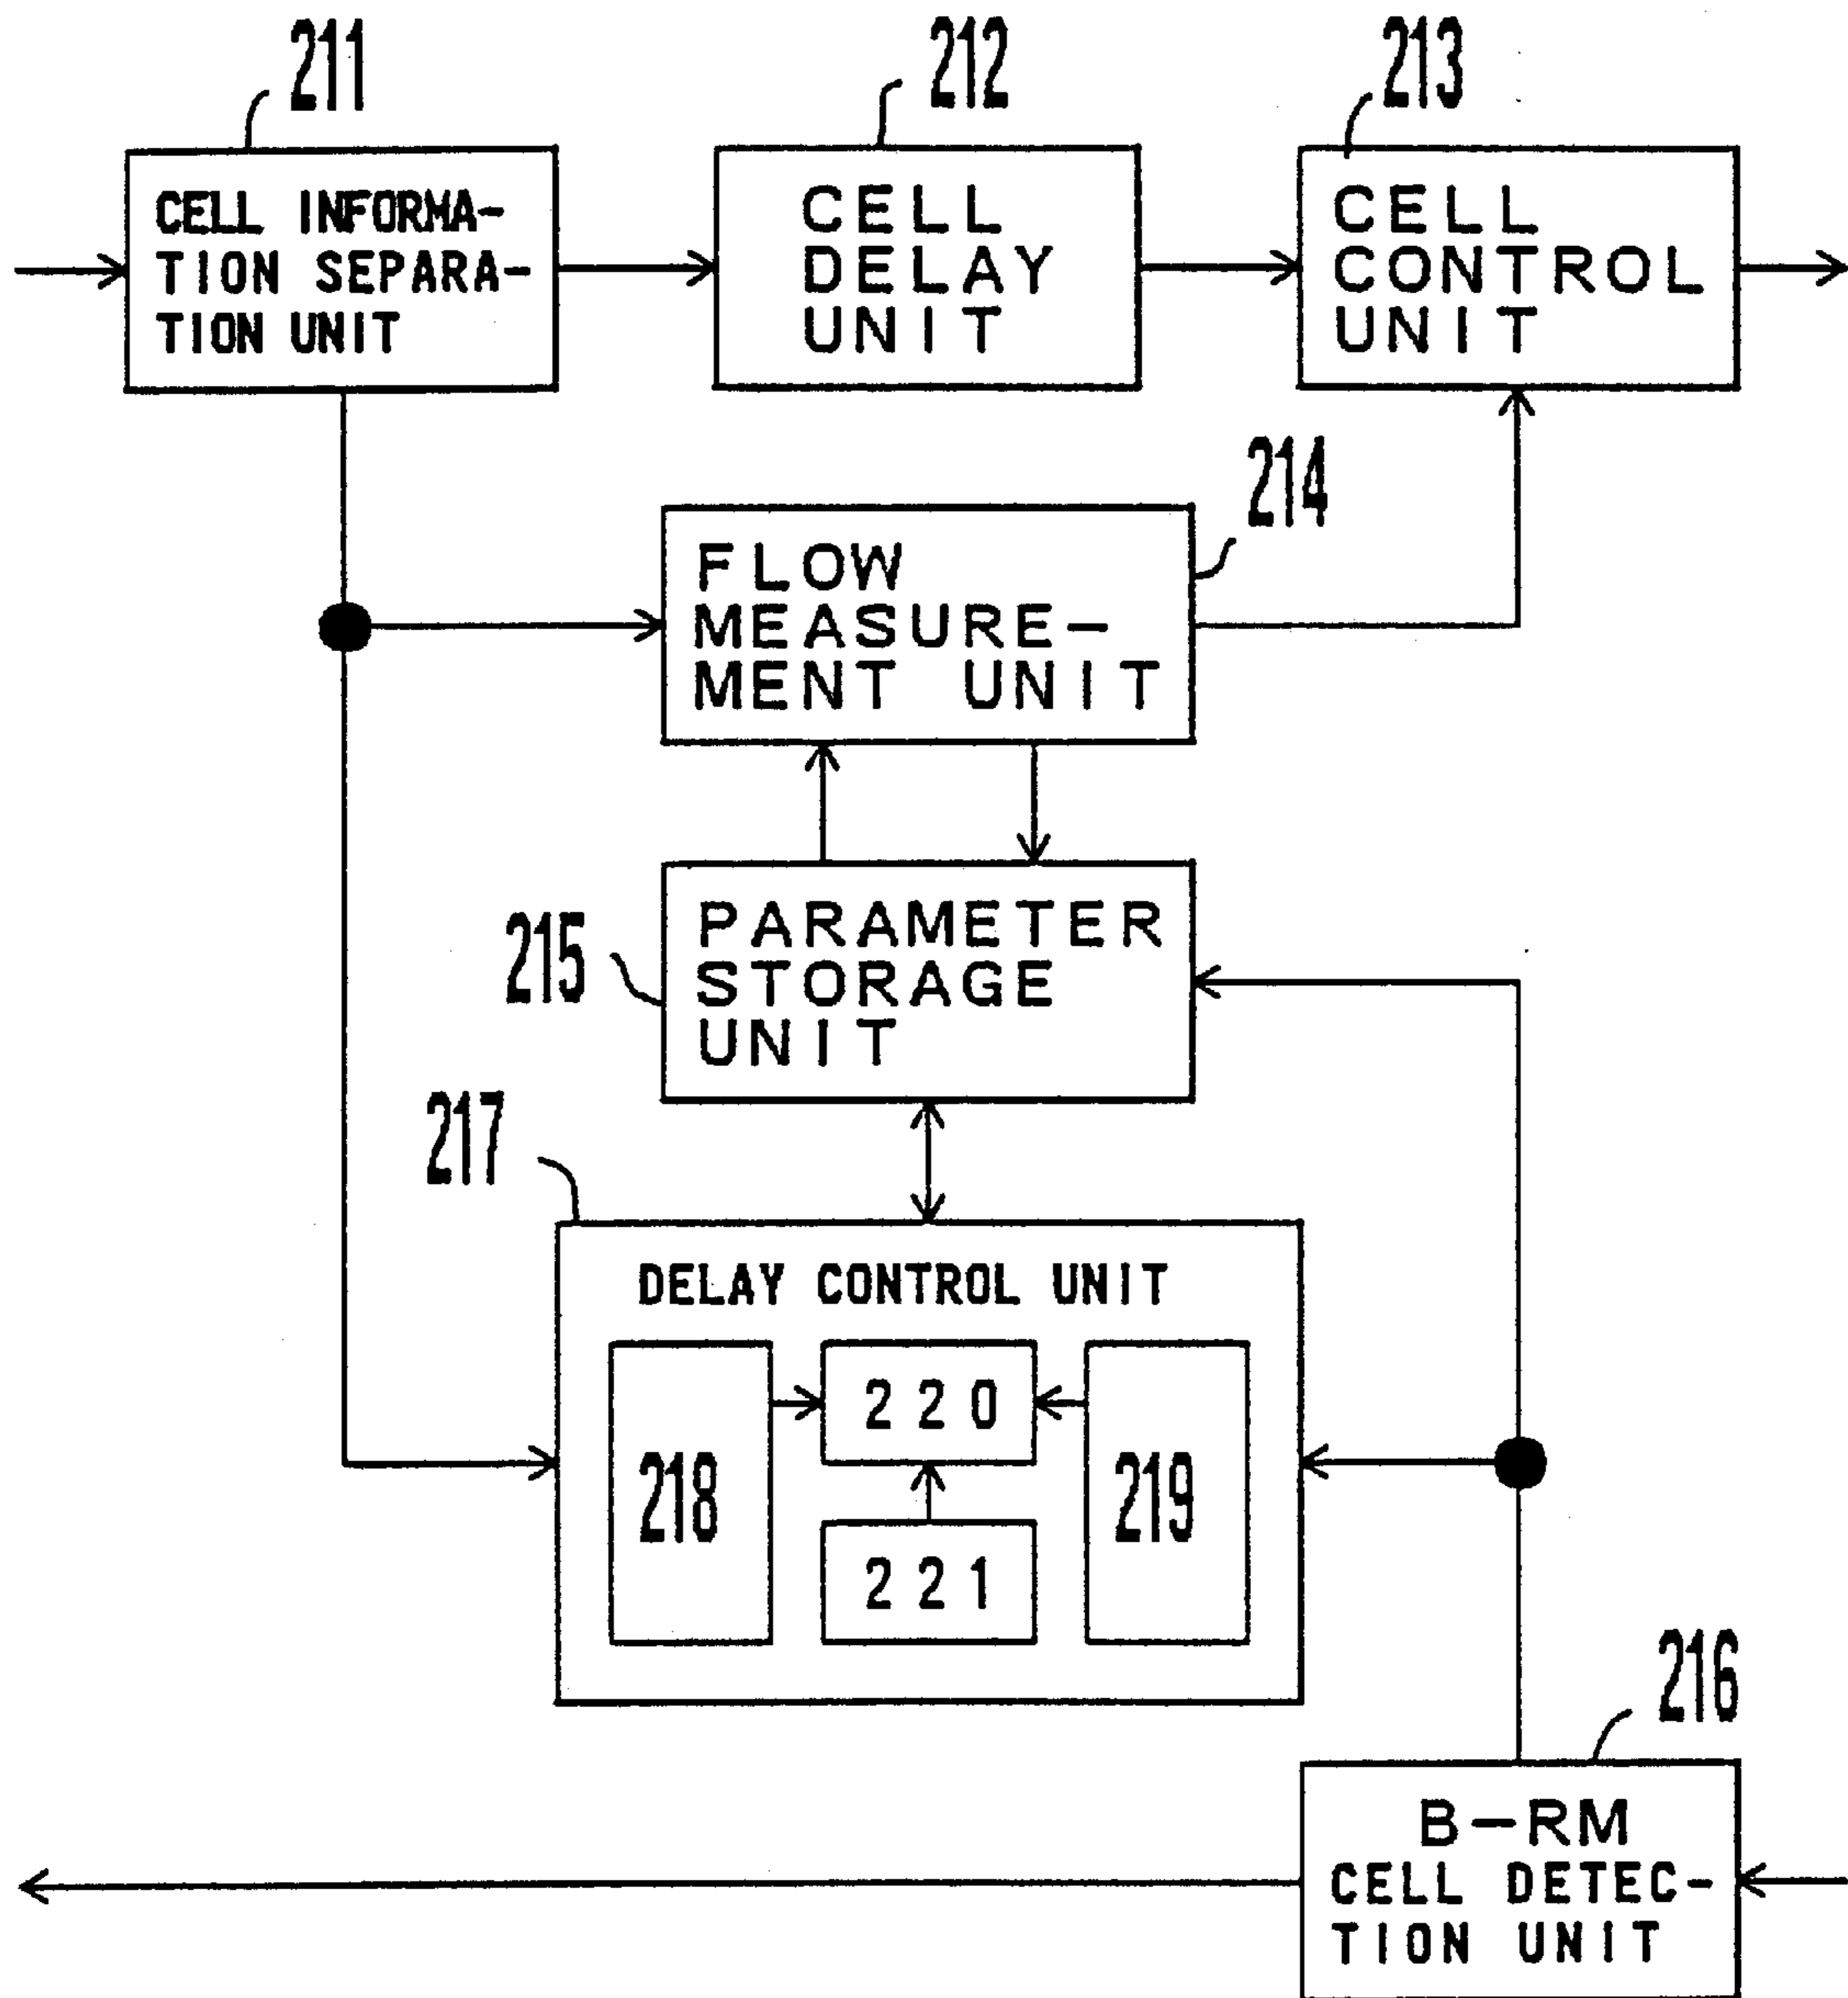 211
212
213
CELL INFORMA-
TION SEPARA-
TION UNIT
CELL
DELAY
UNIT
CELL
CONTROL
UNIT
214
FLOW
MEASURE-
MENT UNIT
215
PARAMETER
STORAGE
UNIT
217
DELAY CONTROL UNIT
218
220
219
221
216
B-RM
CELL DETEC-
TION UNIT